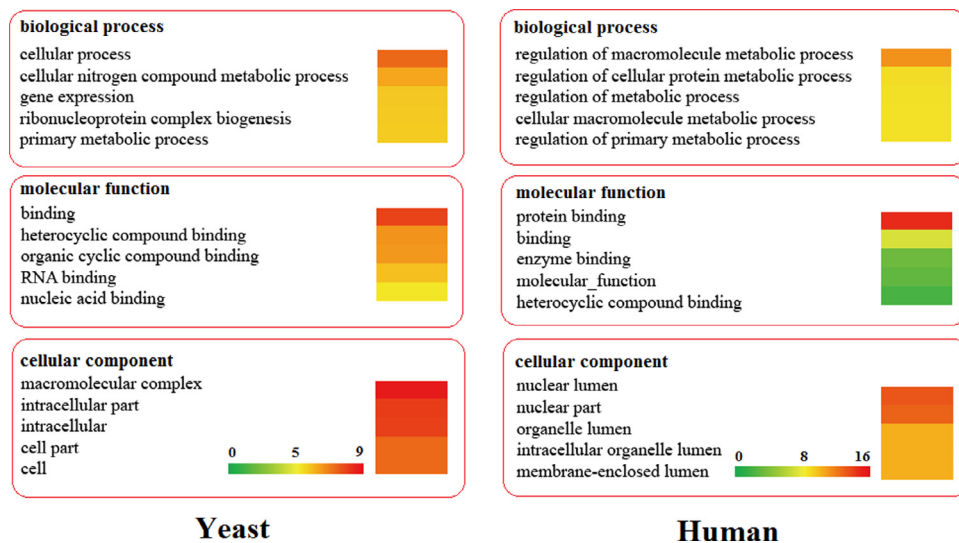 biological process
cellular process
cellular nitrogen compound metabolic process
gene expression
ribonucleoprotein complex biogenesis
primary metabolic process
molecular function
binding
heterocyclic compound binding
organic cyclic compound binding
RNA binding
nucleic acid binding
cellular component
macromolecular complex
intracellular part
intracellular
cell part
cell
0 5 9
Yeast
biological process
regulation of macromolecule metabolic process
regulation of cellular protein metabolic process
regulation of metabolic process
cellular macromolecule metabolic process
regulation of primary metabolic process
molecular function
protein binding
binding
enzyme binding
molecular_function
heterocyclic compound binding
cellular component
nuclear lumen
nuclear part
organelle lumen
intracellular organelle lumen
membrane-enclosed lumen
0 8 16
Human